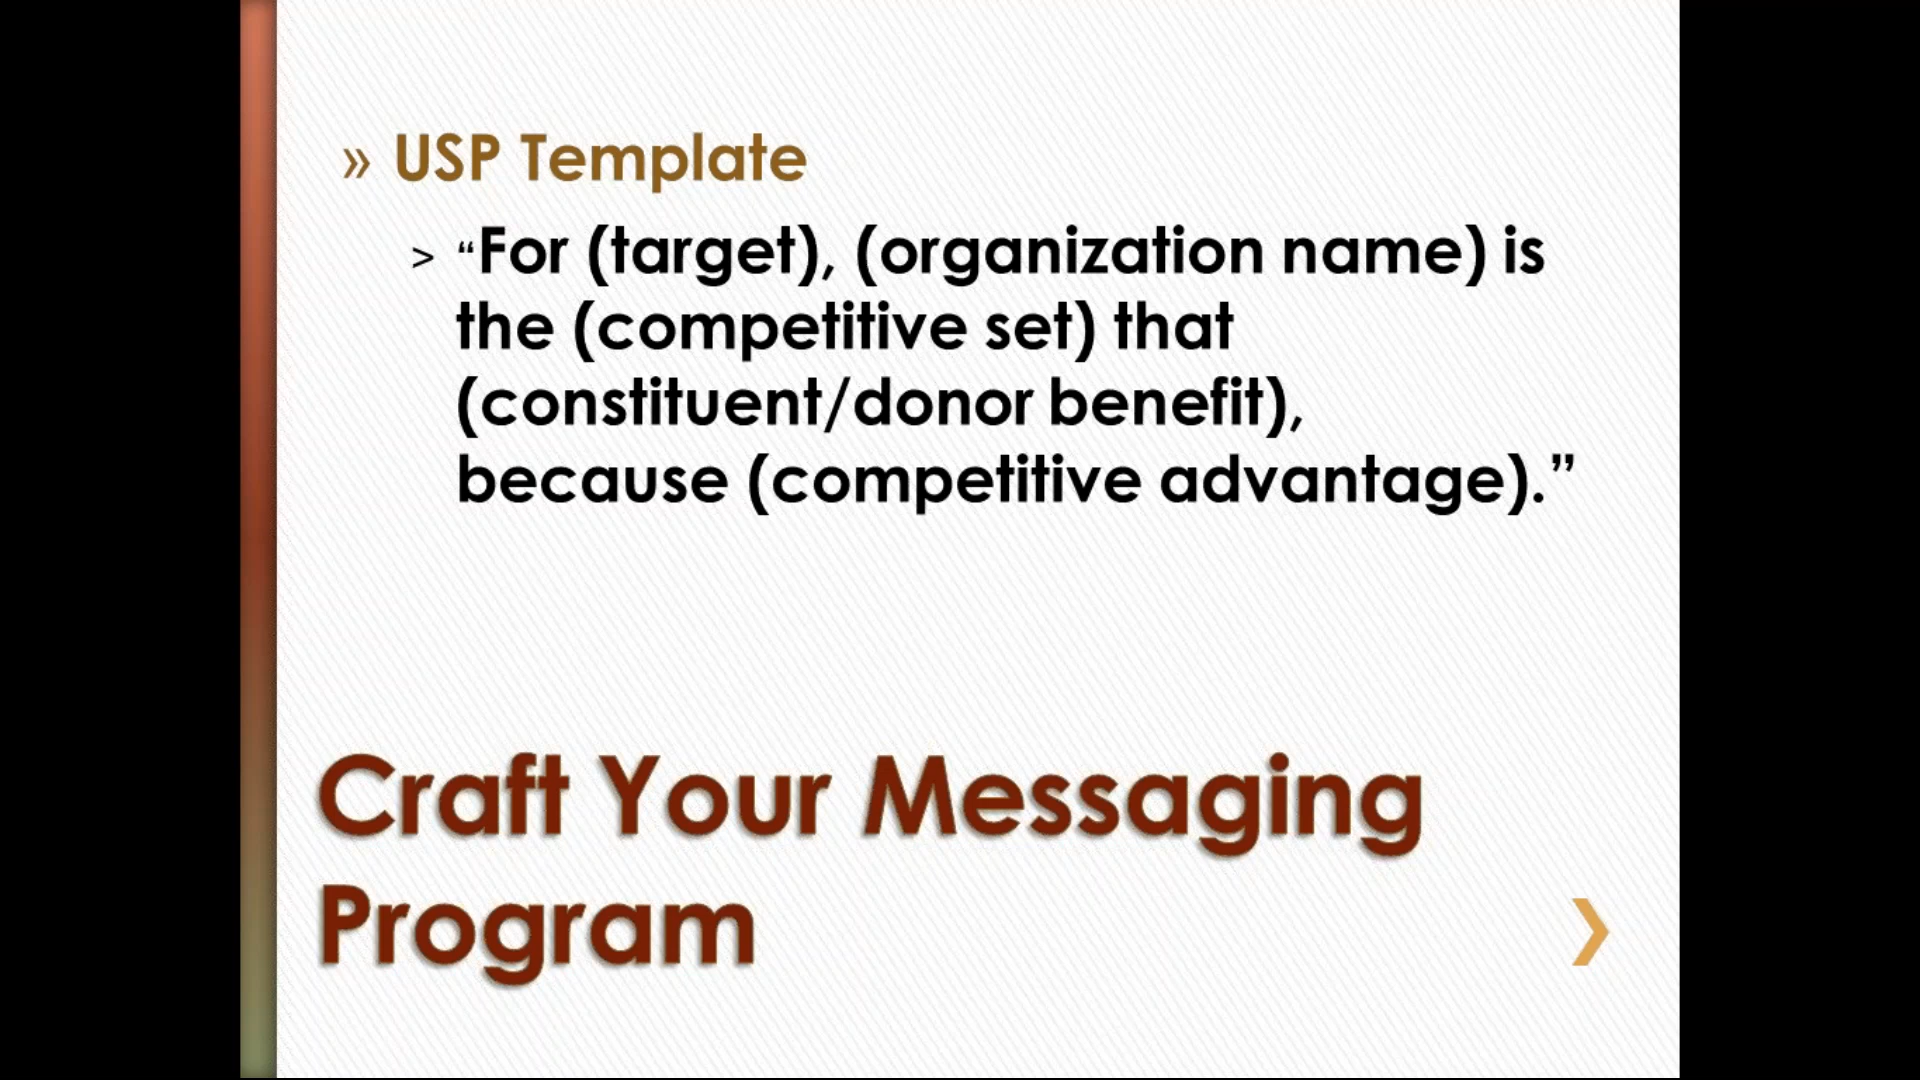 » USP Template
> “For (target), (organization name) is
the (competitive set) that
(constituent/donor benefit),
because (competitive advantage).”
Craft Your Messaging
Program